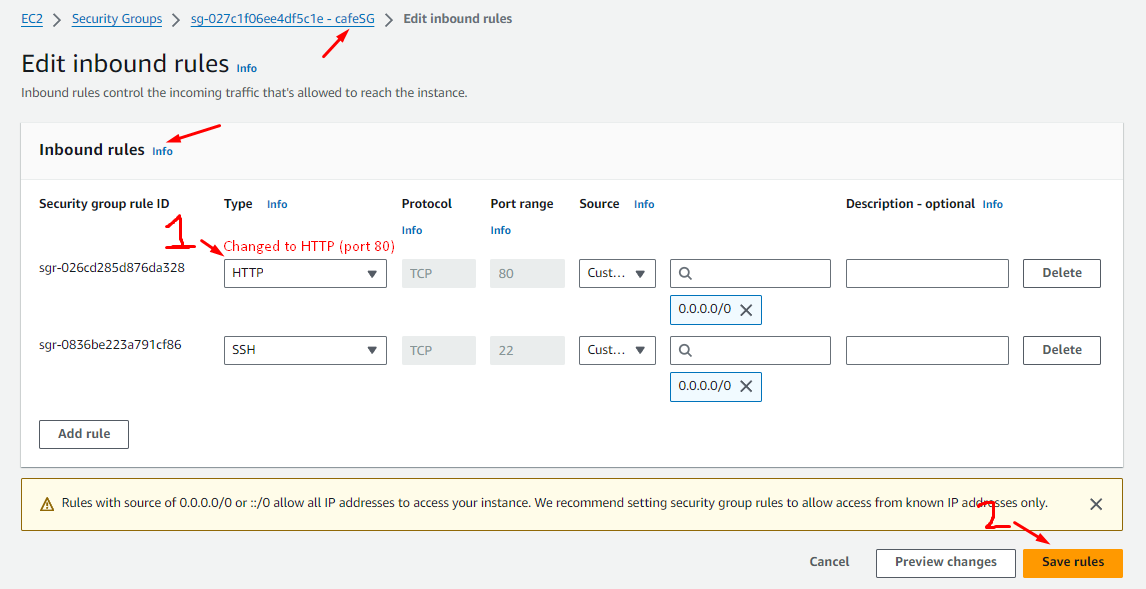 EC2 > Security Groups > sg-027c1f06ee4df5c1e - cafeSG > Edit inbound rules
Edit inbound rules Info
Inbound rules control the incoming traffic that's allowed to reach the instance.
Inbound rules Info
Security group rule ID Type Info Protocol Port range Source Info Description - optional Info
Info Info
1 Changed to HTTP (port 80)
sgr-026cd285d876da328 HTTP TCP 80 Cust... Delete
0.0.0.0/0
sgr-0836be223a791cf86 SSH TCP 22 Cust... Delete
0.0.0.0/0
Add rule
Rules with source of 0.0.0.0/0 or ::/0 allow all IP addresses to access your instance. We recommend setting security group rules to allow access from known IP addresses only.
2
Cancel Preview changes Save rules